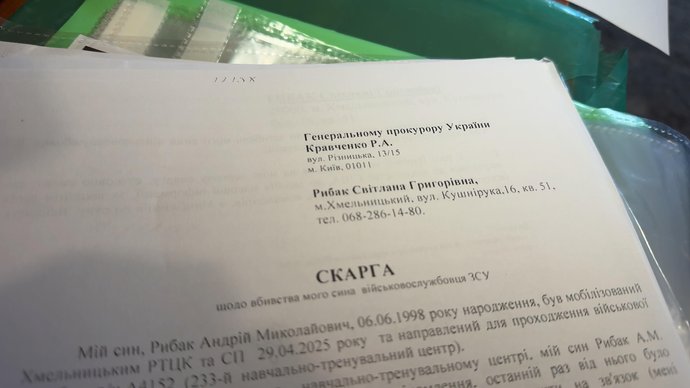 Генеральному прокурору України
Кравченко Р.А.
вул. Різницька, 13/15
м. Київ, 01011
Рибак Світлана Григорівна,
м.Хмельницький, вул. Кушнірука,16, кв. 51,
тел. 068-286-14-80.
СКАРГА
щодо вбивства мого сина військовослужбовця ЗСУ
Мій син, Рибак Андрій Миколайович, 06.06.1998 року народження, був мобілізований
Хмельницьким РТЦК та СП 29.04.2025 року та направлений для проходження військової
А4152 (233-й навчально-тренувальний центр).
навчально-тренувальному центрі, мій син Рибак А.М.
останній раз від нього було
на зв'язок (мені